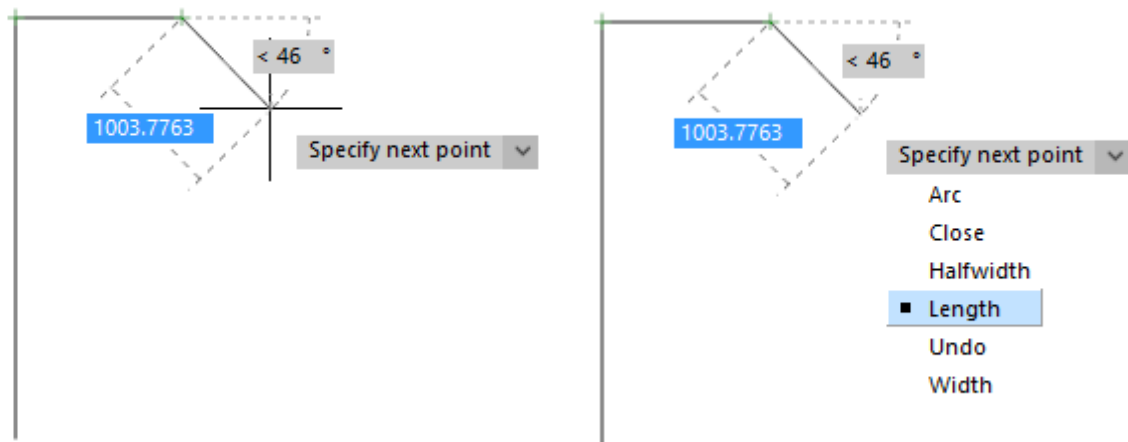 < 46 °
1003.7763
Specify next point
< 46 °
1003.7763
Specify next point
Arc
Close
Halfwidth
Length
Undo
Width